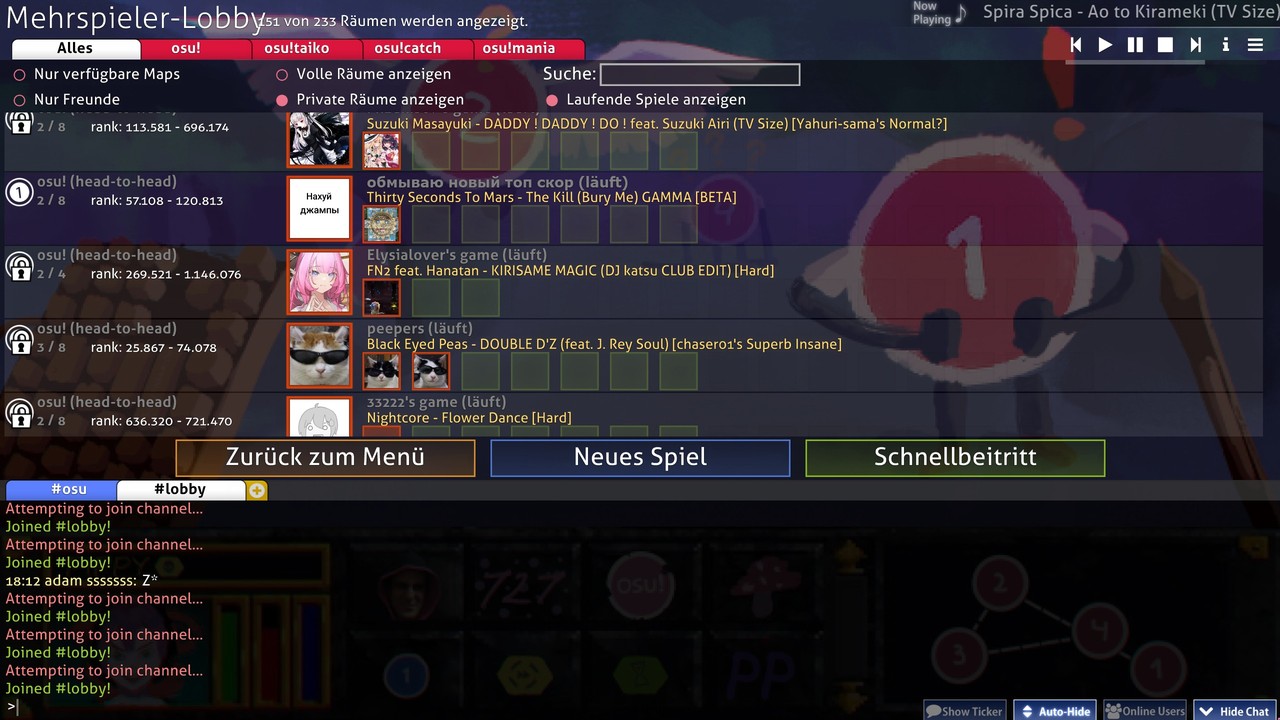 Mehrspieler-Lobby 151 von 233 Räumen werden angezeigt.
Now Playing Spira Spica - Ao to Kirameki (TV Size)
Alles osu! osu!taiko osu!catch osu!mania
Nur verfügbare Maps Volle Räume anzeigen Suche:
Nur Freunde Private Räume anzeigen Laufende Spiele anzeigen
2 / 8 rank: 113.581 - 696.174
Suzuki Masayuki - DADDY ! DADDY ! DO ! feat. Suzuki Airi (TV Size) [Yahuri-sama's Normal?]
osu! (head-to-head)
2 / 8 rank: 57.108 - 120.813
Нахуй
джампы
обмываю новый топ скор (läuft)
Thirty Seconds To Mars - The Kill (Bury Me) GAMMA [BETA]
osu! (head-to-head)
2 / 4 rank: 269.521 - 1.146.076
Elysialover's game (läuft)
FN2 feat. Hanatan - KIRISAME MAGIC (DJ katsu CLUB EDIT) [Hard]
osu! (head-to-head)
3 / 8 rank: 25.867 - 74.078
peepers (läuft)
Black Eyed Peas - DOUBLE D'Z (feat. J. Rey Soul) [chasero1's Superb Insane]
osu! (head-to-head)
2 / 8 rank: 636.320 - 721.470
33222's game (läuft)
Nightcore - Flower Dance [Hard]
1
Zurück zum Menü Neues Spiel Schnellbeitritt
#osu #lobby
Attempting to join channel...
Joined #lobby!
Attempting to join channel...
Joined #lobby!
18:12 adam sssssss: Z*
Attempting to join channel...
Joined #lobby!
Attempting to join channel...
Joined #lobby!
Attempting to join channel...
Joined #lobby!
>
727 osu!
1 PP
2
4
3
1
Show Ticker Auto-Hide Online Users Hide Chat